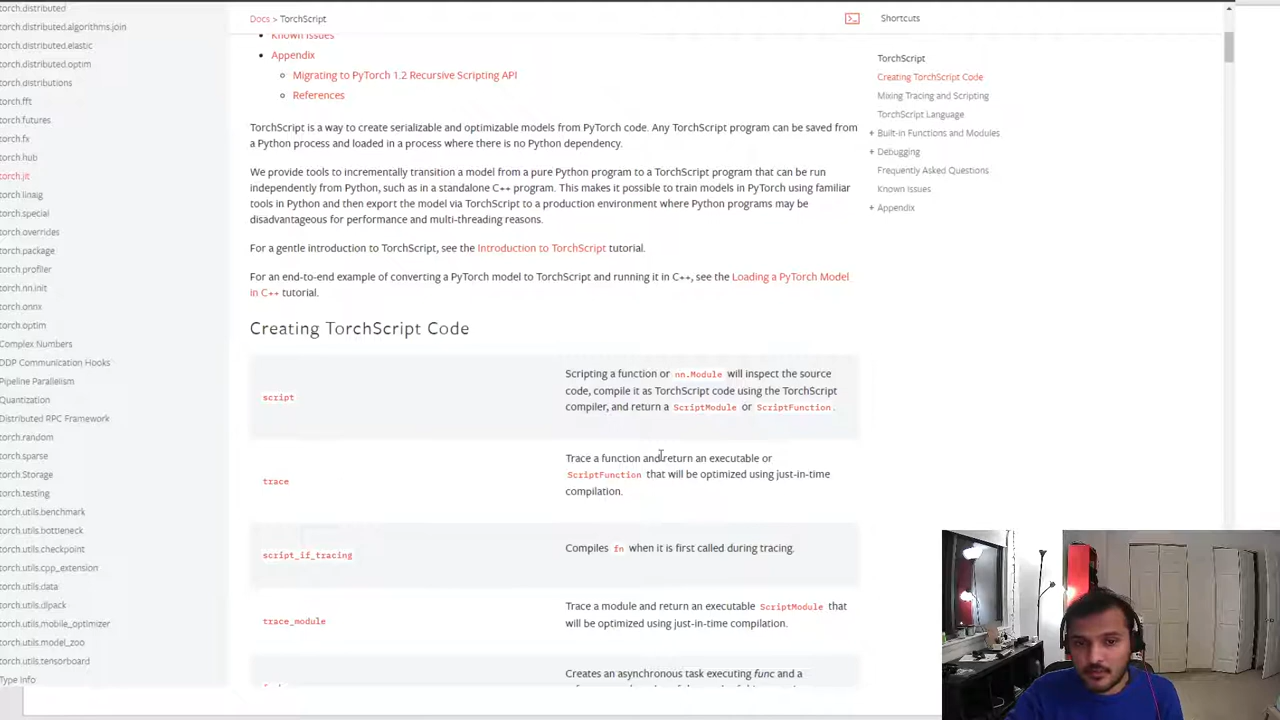 torch.distributed
torch.distributed.algorithms.join
torch.distributed.elastic
torch.distributed.optim
torch.distributions
torch.fft
torch.futures
torch.fx
torch.hub
torch.jit
torch.linalg
torch.special
torch.overrides
torch.package
torch.profiler
torch.nn.init
torch.onnx
torch.optim
Complex Numbers
DDP Communication Hooks
Pipeline Parallelism
Quantization
Distributed RPC Framework
torch.random
torch.sparse
torch.Storage
torch.testing
torch.utils.benchmark
torch.utils.bottleneck
torch.utils.checkpoint
torch.utils.cpp_extension
torch.utils.data
torch.utils.dlpack
torch.utils.mobile_optimizer
torch.utils.model_zoo
torch.utils.tensorboard
Type Info
Docs > TorchScript
Known Issues
Appendix
Migrating to PyTorch 1.2 Recursive Scripting API
References
TorchScript is a way to create serializable and optimizable models from PyTorch code. Any TorchScript program can be saved
from a Python process and loaded in a process where there is no Python dependency.
We provide tools to incrementally transition a model from a pure Python program to a TorchScript program that can be run
independently from Python, such as in a standalone C++ program. This makes it possible to train models in PyTorch using familiar
tools in Python and then export the model via TorchScript to a production environment where Python programs may be
disadvantageous for performance and multi-threading reasons.
For a gentle introduction to TorchScript, see the Introduction to TorchScript tutorial.
For an end-to-end example of converting a PyTorch model to TorchScript and running it in C++, see the Loading a PyTorch Model
in C++ tutorial.
Creating TorchScript Code
script
Scripting a function or nn.Module will inspect the source
code, compile it as TorchScript code using the TorchScript
compiler, and return a ScriptModule or ScriptFunction.
trace
Trace a function and return an executable or
ScriptFunction that will be optimized using just-in-time
compilation.
script_if_tracing
Compiles fn when it is first called during tracing.
trace_module
Trace a module and return an executable ScriptModule that
will be optimized using just-in-time compilation.
Creates an asynchronous task executing func and a
Shortcuts
TorchScript
Creating TorchScript Code
Mixing Tracing and Scripting
TorchScript Language
+ Built-in Functions and Modules
+ Debugging
Frequently Asked Questions
Known Issues
+ Appendix